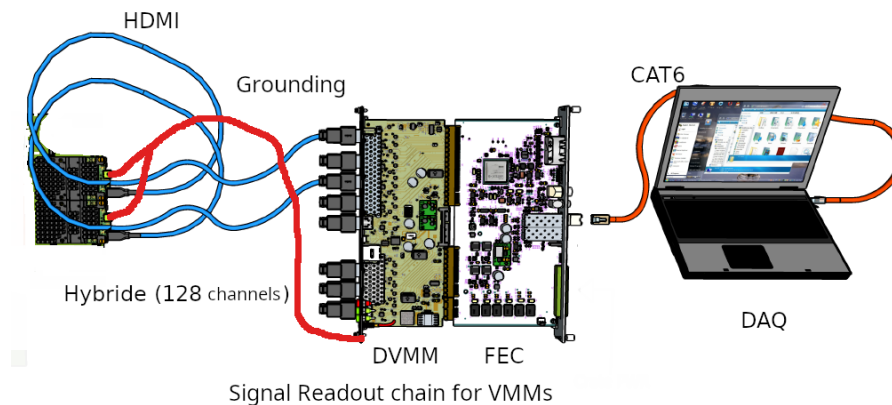 HDMI
Grounding
CAT6
Hybride (128 channels)
DAQ
DVMM
FEC
Signal Readout chain for VMMs